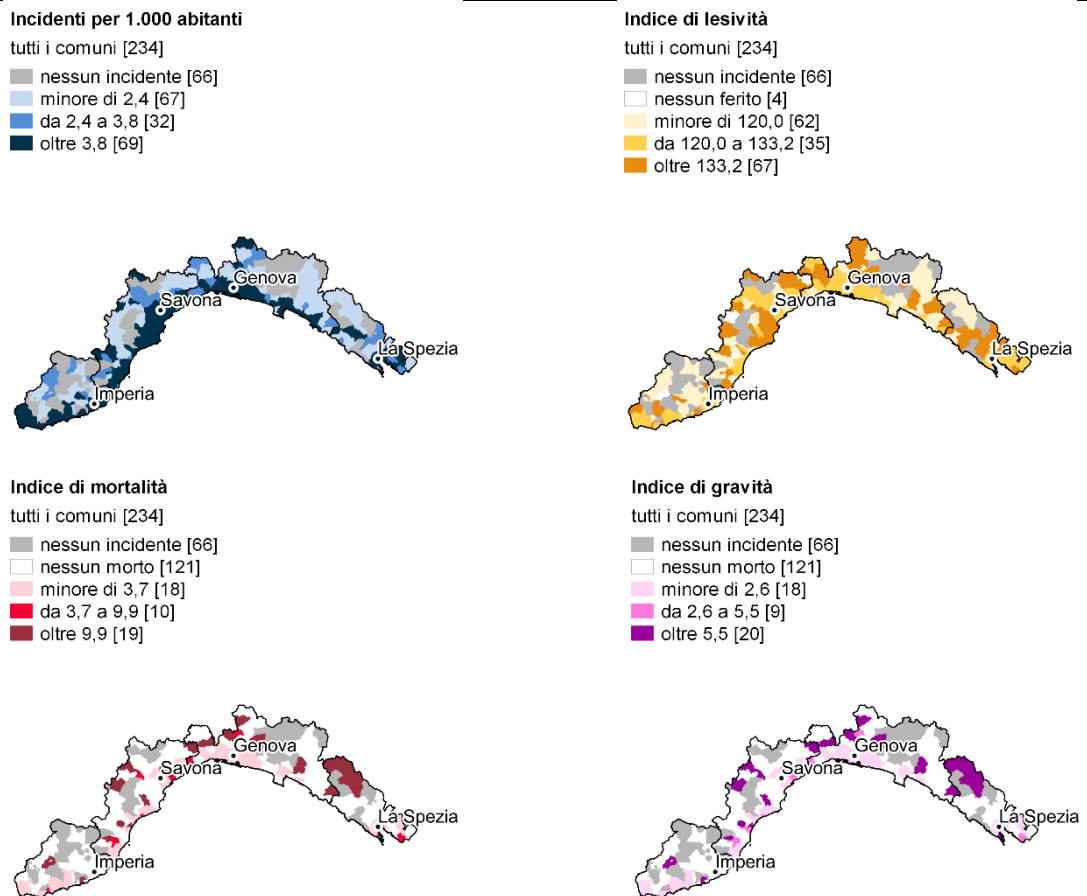 Incidenti per 1.000 abitanti
tutti i comuni [234]
nessun incidente [66]
minore di 2,4 [67]
da 2,4 a 3,8 [32]
oltre 3,8 [69]
Genova
Savona
La Spezia
Imperia
Indice di lesività
tutti i comuni [234]
nessun incidente [66]
nessun ferito [4]
minore di 120,0 [62]
da 120,0 a 133,2 [35]
oltre 133,2 [67]
Genova
Savona
La Spezia
Imperia
Indice di mortalità
tutti i comuni [234]
nessun incidente [66]
nessun morto [121]
minore di 3,7 [18]
da 3,7 a 9,9 [10]
oltre 9,9 [19]
Genova
Savona
La Spezia
Imperia
Indice di gravità
tutti i comuni [234]
nessun incidente [66]
nessun morto [121]
minore di 2,6 [18]
da 2,6 a 5,5 [9]
oltre 5,5 [20]
Genova
Savona
La Spezia
Imperia